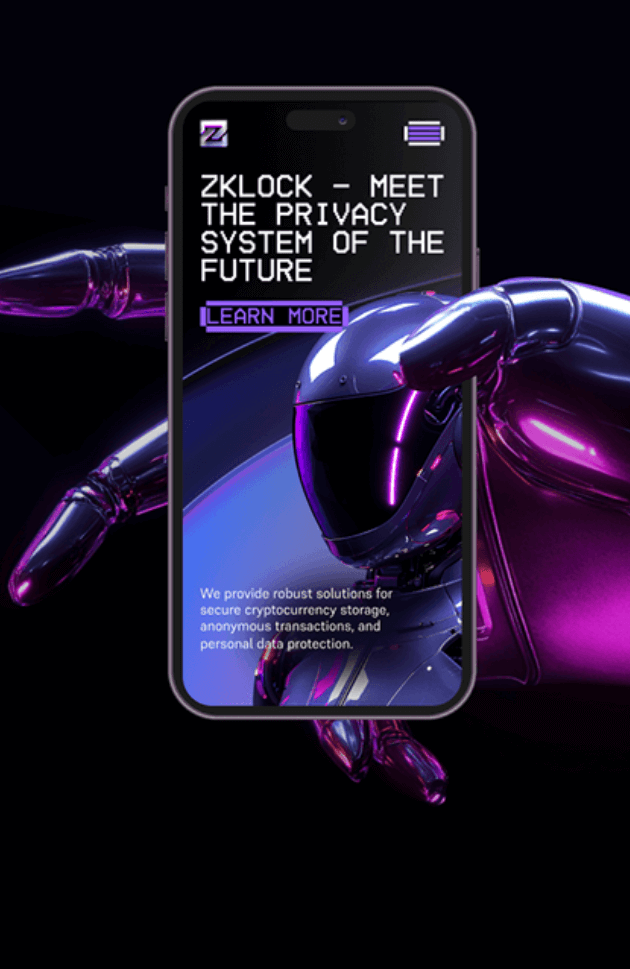 Z
ZKLOCK – MEET
THE PRIVACY
SYSTEM OF THE
FUTURE
LEARN MORE
We provide robust solutions for
secure cryptocurrency storage,
anonymous transactions, and
personal data protection.